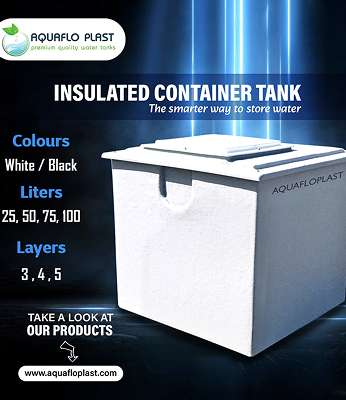 AQUAFLO PLAST
premium quality water tanks
INSULATED CONTAINER TANK
The smarter way to store water
Colours
White / Black
Liters
25, 50, 75, 100
Layers
3 , 4 , 5
AQUAFLOPLAST
TAKE A LOOK AT
OUR PRODUCTS
www.aquafloplast.com